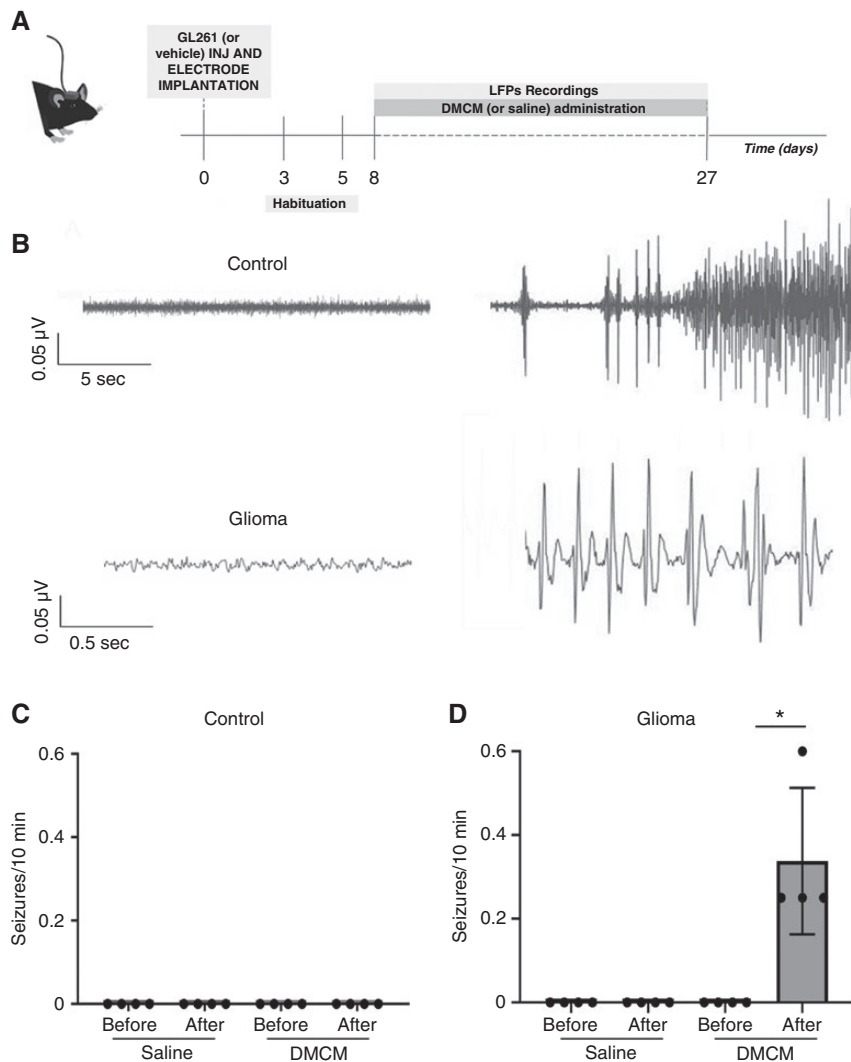 A
GL261 (or
vehicle) INJ AND
ELECTRODE
IMPLANTATION
LFPs Recordings
DMCM (or saline) administration
Time (days)
0 3 5 8 27
Habituation
B
Control
0.05 µV
5 sec
Glioma
0.05 µV
0.5 sec
C
Control
Seizures/10 min
0.6
0.4
0.2
0
Before After Before After
Saline DMCM
D
Glioma
*
Seizures/10 min
0.6
0.4
0.2
0
Before After Before After
Saline DMCM